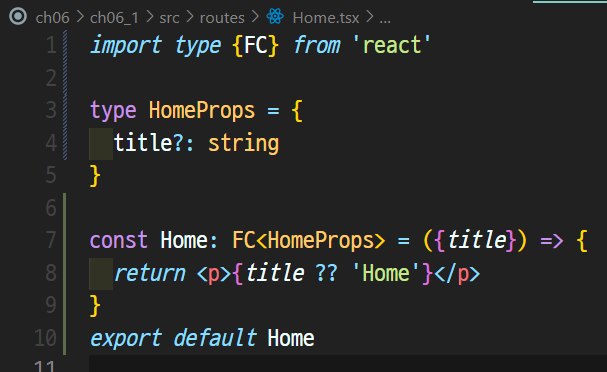 ch06 > ch06_1 > src > routes > Home.tsx > ...
1 import type {FC} from 'react'
2
3 type HomeProps = {
4   title?: string
5 }
6
7 const Home: FC<HomeProps> = ({title}) => {
8   return <p>{title ?? 'Home'}</p>
9 }
10 export default Home
11